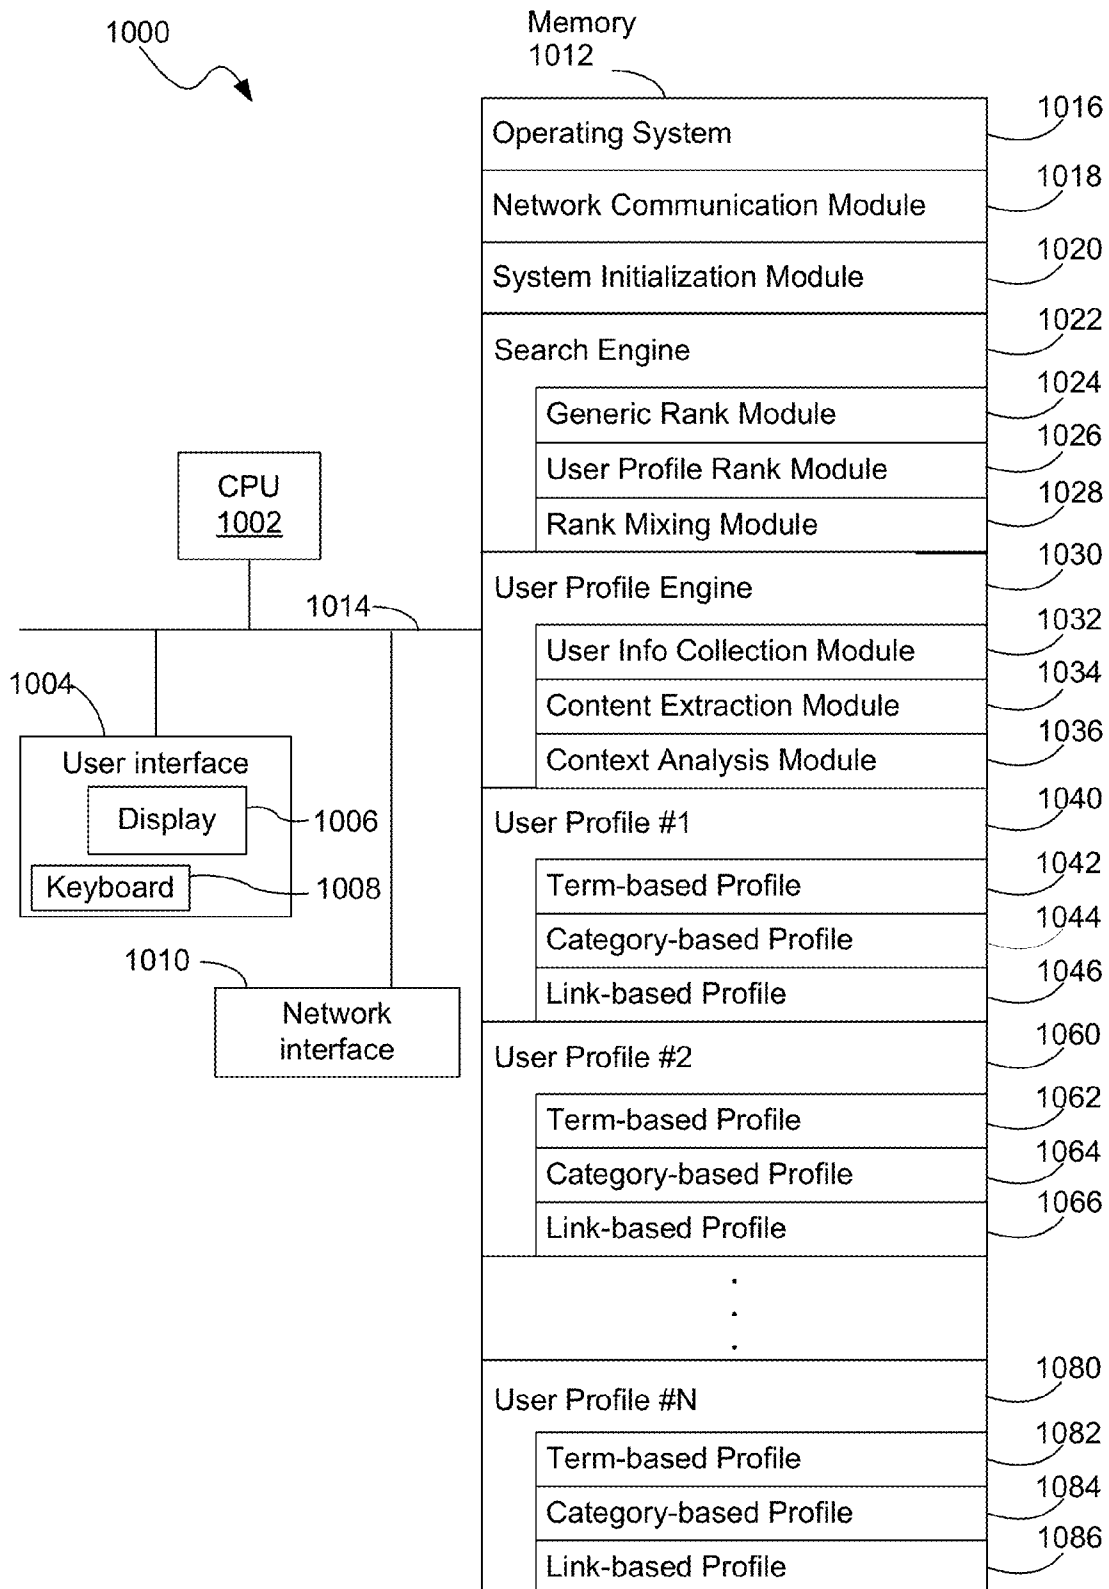 1000
Memory
1012
Operating System
1016
Network Communication Module
1018
System Initialization Module
1020
Search Engine
1022
Generic Rank Module
1024
User Profile Rank Module
1026
Rank Mixing Module
1028
CPU
1002
User Profile Engine
1030
1014
User Info Collection Module
1032
Content Extraction Module
1034
Context Analysis Module
1036
1004
User interface
Display
1006
Keyboard
1008
1010
Network
interface
User Profile #1
1040
Term-based Profile
1042
Category-based Profile
1044
Link-based Profile
1046
User Profile #2
1060
Term-based Profile
1062
Category-based Profile
1064
Link-based Profile
1066
.
.
.
User Profile #N
1080
Term-based Profile
1082
Category-based Profile
1084
Link-based Profile
1086